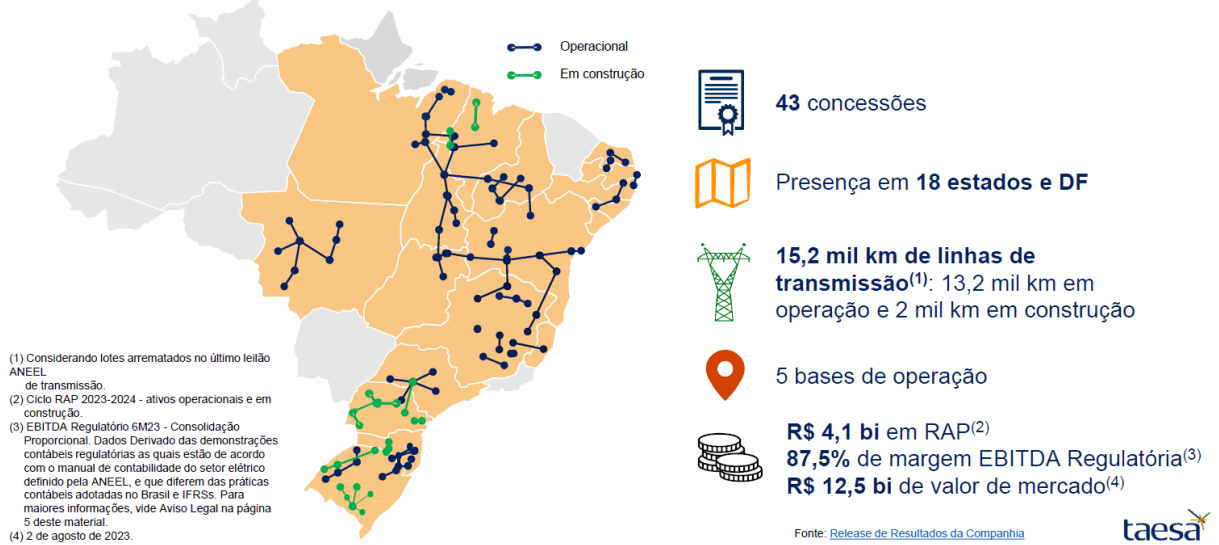 Operacional
Em construção
43 concessões
Presença em 18 estados e DF
15,2 mil km de linhas de
transmissão(1): 13,2 mil km em
operação e 2 mil km em construção
5 bases de operação
R$ 4,1 bi em RAP(2)
87,5% de margem EBITDA Regulatória(3)
R$ 12,5 bi de valor de mercado(4)
(1) Considerando lotes arrematados no último leilão
ANEEL
de transmissão.
(2) Ciclo RAP 2023-2024 - ativos operacionais e em
construção.
(3) EBITDA Regulatório 6M23 - Consolidação
Proporcional. Dados Derivado das demonstrações
contábeis regulatórias as quais estão de acordo
com o manual de contabilidade do setor elétrico
definido pela ANEEL, e que diferem das práticas
contábeis adotadas no Brasil e IFRSs. Para
maiores informações, vide Aviso Legal na página
5 deste material.
(4) 2 de agosto de 2023.
Fonte: Release de Resultados da Companhia
taesa